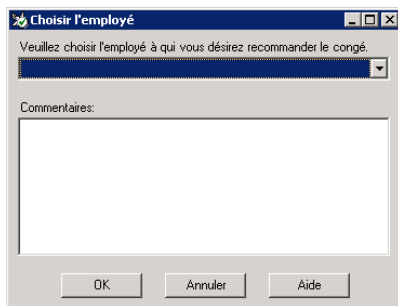 Choisir l'employé
Veuillez choisir l'employé à qui vous désirez recommander le congé.
Commentaires:
OK
Annuler
Aide